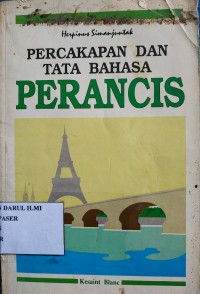 Herpinus Simanjuntak
PERCAKAPAN DAN
TATA BAHASA
PERANCIS
DARUL ILMI
PASER
Kesaint Blanc